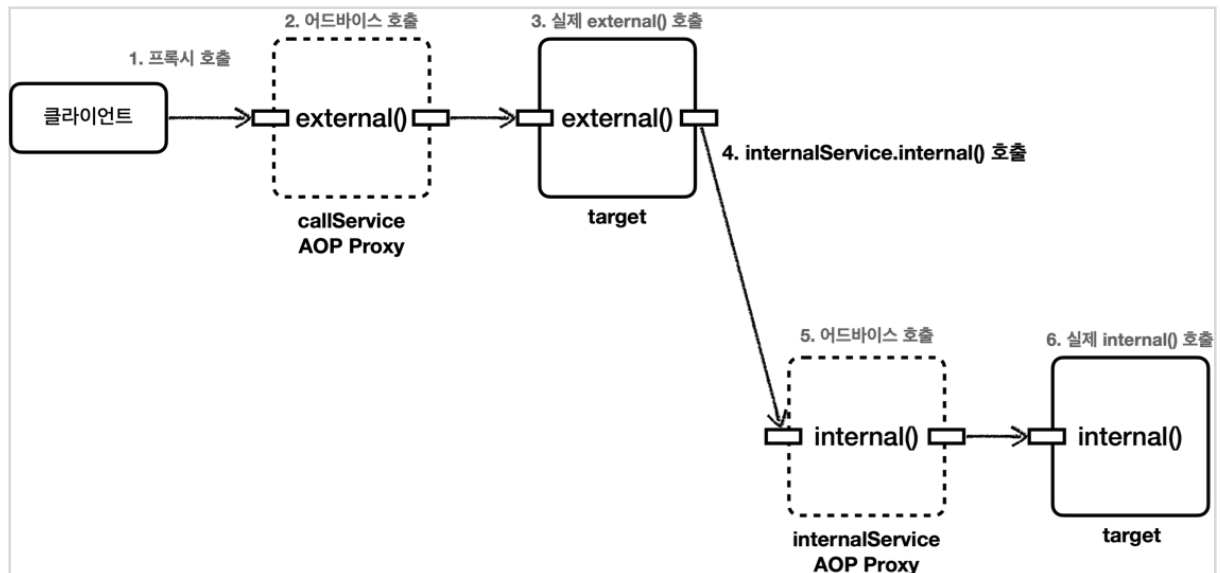 2. 어드바이스 호출
3. 실제 external() 호출
1. 프록시 호출
클라이언트
external()
external()
4. internalService.internal() 호출
callService
AOP Proxy
target
5. 어드바이스 호출
6. 실제 internal() 호출
internal()
internal()
internalService
AOP Proxy
target